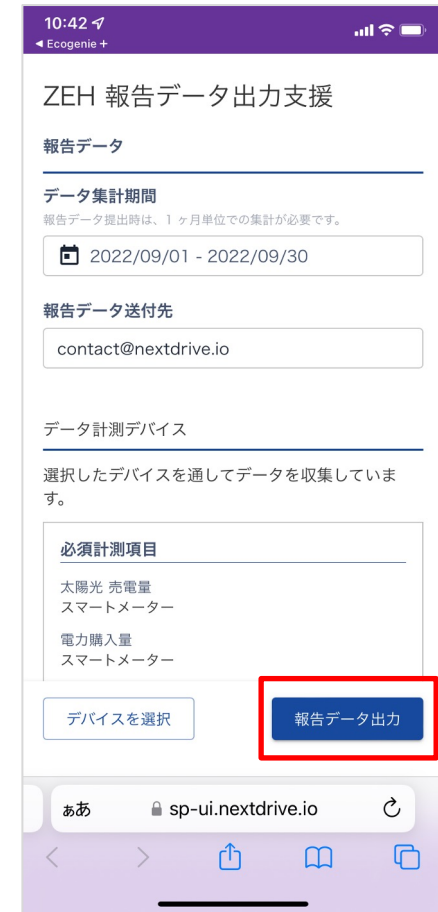 10:42
◀ Ecogenie +
ZEH 報告データ出力支援
報告データ
データ集計期間
報告データ提出時は、1 ヶ月単位での集計が必要です。
2022/09/01 - 2022/09/30
報告データ送付先
contact@nextdrive.io
データ計測デバイス
選択したデバイスを通してデータを収集していま
す。
必須計測項目
太陽光 売電量
スマートメーター
電力購入量
スマートメーター
デバイスを選択
報告データ出力
ぁあ
sp-ui.nextdrive.io